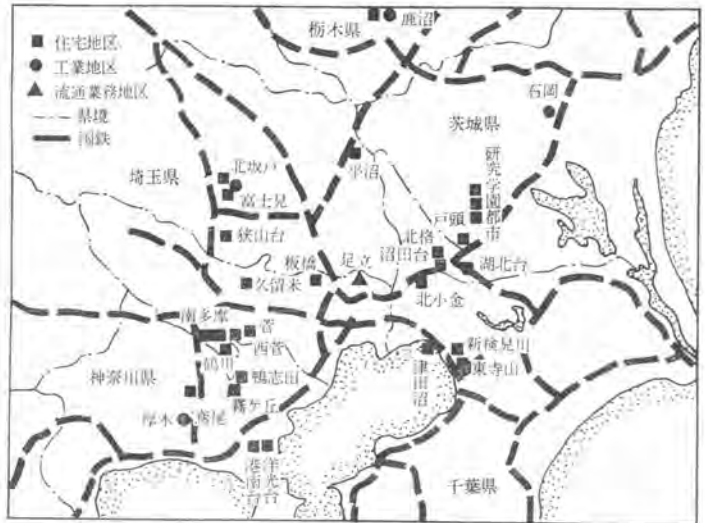 住宅地区
工業地区
流通業務地区
県境
国鉄
栃木県
鹿沼
石岡
茨城県
平沼
北坂戸
富士見
埼玉県
狭山台
研究学園都市
戸頭
北柏
沼田台
湖北台
足立
板橋
久留米
北小金
南多摩
菅
西菅
鶴川
新検見川
東寺山
津田沼
神奈川県
鴨志田
霧ケ丘
厚木
鳶尾
港南台
洋光台
千葉県